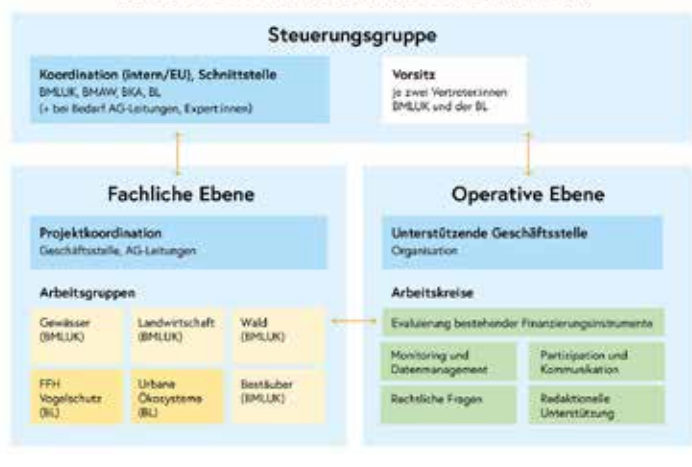 Steuerungsgruppe
Koordination (intern/EU), Schnittstelle
BMLUK, BMAW, BKA, BL
(+ bei Bedarf AG-Leitungen, Expert:innen)
Vorsitz
je zwei Vertreter:innen
BMLUK und der BL
Fachliche Ebene
Projektkoordination
Geschäftsstelle, AG-Leitungen
Arbeitsgruppen
Gewässer
(BMLUK)
Landwirtschaft
(BMLUK)
Wald
(BMLUK)
FFH
Vogelschutz
(BL)
Urbane
Ökosysteme
(BL)
Bestäuber
(BMLUK)
Operative Ebene
Unterstützende Geschäftsstelle
Organisation
Arbeitskreise
Evaluierung bestehender Finanzierungsinstrumente
Monitoring und
Datenmanagement
Partizipation und
Kommunikation
Rechtliche Fragen
Redaktionelle
Unterstützung